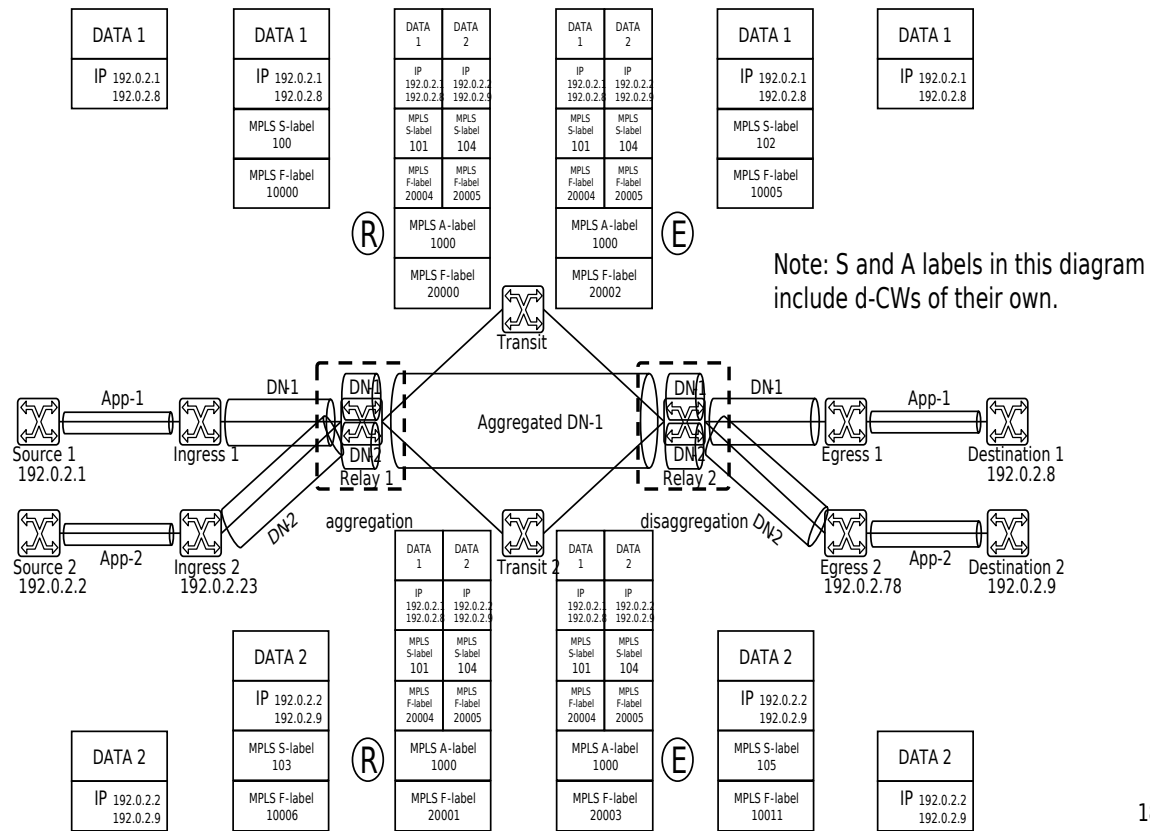 DATA 1
IP 192.0.2.1
192.0.2.8
DATA 1
IP 192.0.2.1
192.0.2.8
MPLS S-label
100
MPLS F-label
10000
DATA
1
DATA
2
IP
192.0.2.1
192.0.2.8
IP
192.0.2.2
192.0.2.9
MPLS
S-label
101
MPLS
S-label
104
MPLS
F-label
20004
MPLS
F-label
20005
MPLS A-label
1000
MPLS F-label
20000
R
DATA
1
DATA
2
IP
192.0.2.1
192.0.2.8
IP
192.0.2.2
192.0.2.9
MPLS
S-label
101
MPLS
S-label
104
MPLS
F-label
20004
MPLS
F-label
20005
MPLS A-label
1000
MPLS F-label
20002
E
DATA 1
IP 192.0.2.1
192.0.2.8
MPLS S-label
102
MPLS F-label
10005
DATA 1
IP 192.0.2.1
192.0.2.8
Note: S and A labels in this diagram
include d-CWs of their own.
Transit
App-1
DN-1
DN-1
DN-2
Aggregated DN-1
DN-1
DN-2
DN-1
App-1
Source 1
192.0.2.1
Ingress 1
Relay 1
Relay 2
Egress 1
Destination 1
192.0.2.8
DN-2
aggregation
disaggregation
DN-2
App-2
App-2
Source 2
192.0.2.2
Ingress 2
192.0.2.23
Transit 2
Egress 2
192.0.2.78
Destination 2
192.0.2.9
DATA 2
IP 192.0.2.2
192.0.2.9
DATA 2
IP 192.0.2.2
192.0.2.9
MPLS S-label
103
MPLS F-label
10006
DATA
1
DATA
2
IP
192.0.2.1
192.0.2.8
IP
192.0.2.2
192.0.2.9
MPLS
S-label
101
MPLS
S-label
104
MPLS
F-label
20004
MPLS
F-label
20005
MPLS A-label
1000
MPLS F-label
20001
R
DATA
1
DATA
2
IP
192.0.2.1
192.0.2.8
IP
192.0.2.2
192.0.2.9
MPLS
S-label
101
MPLS
S-label
104
MPLS
F-label
20004
MPLS
F-label
20005
MPLS A-label
1000
MPLS F-label
20003
E
DATA 2
IP 192.0.2.2
192.0.2.9
MPLS S-label
105
MPLS F-label
10011
DATA 2
IP 192.0.2.2
192.0.2.9